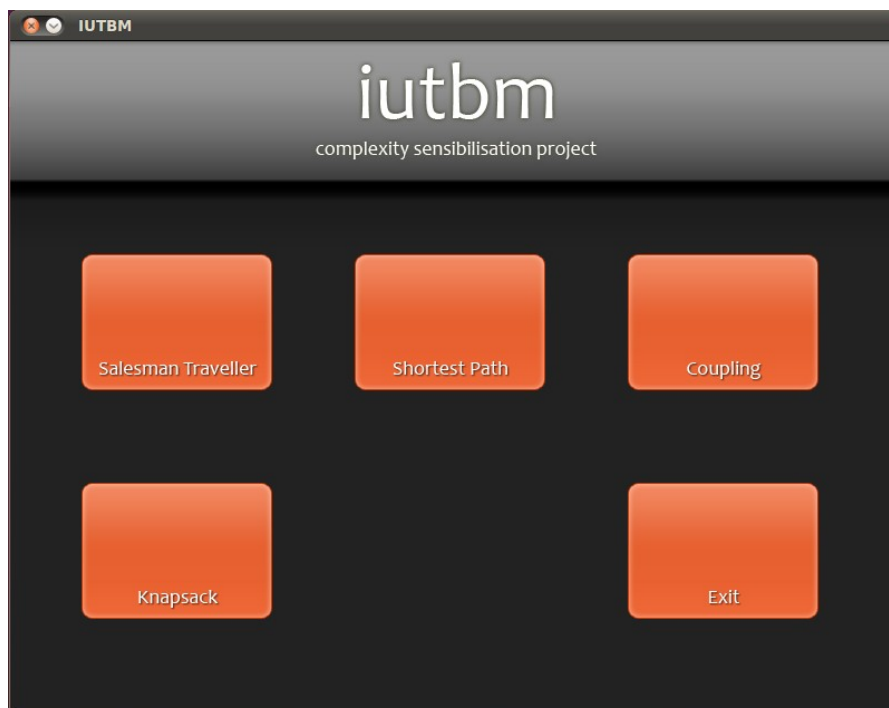 IUTBM
iutbm
complexity sensibilisation project
Salesman Traveller
Shortest Path
Coupling
Knapsack
Exit